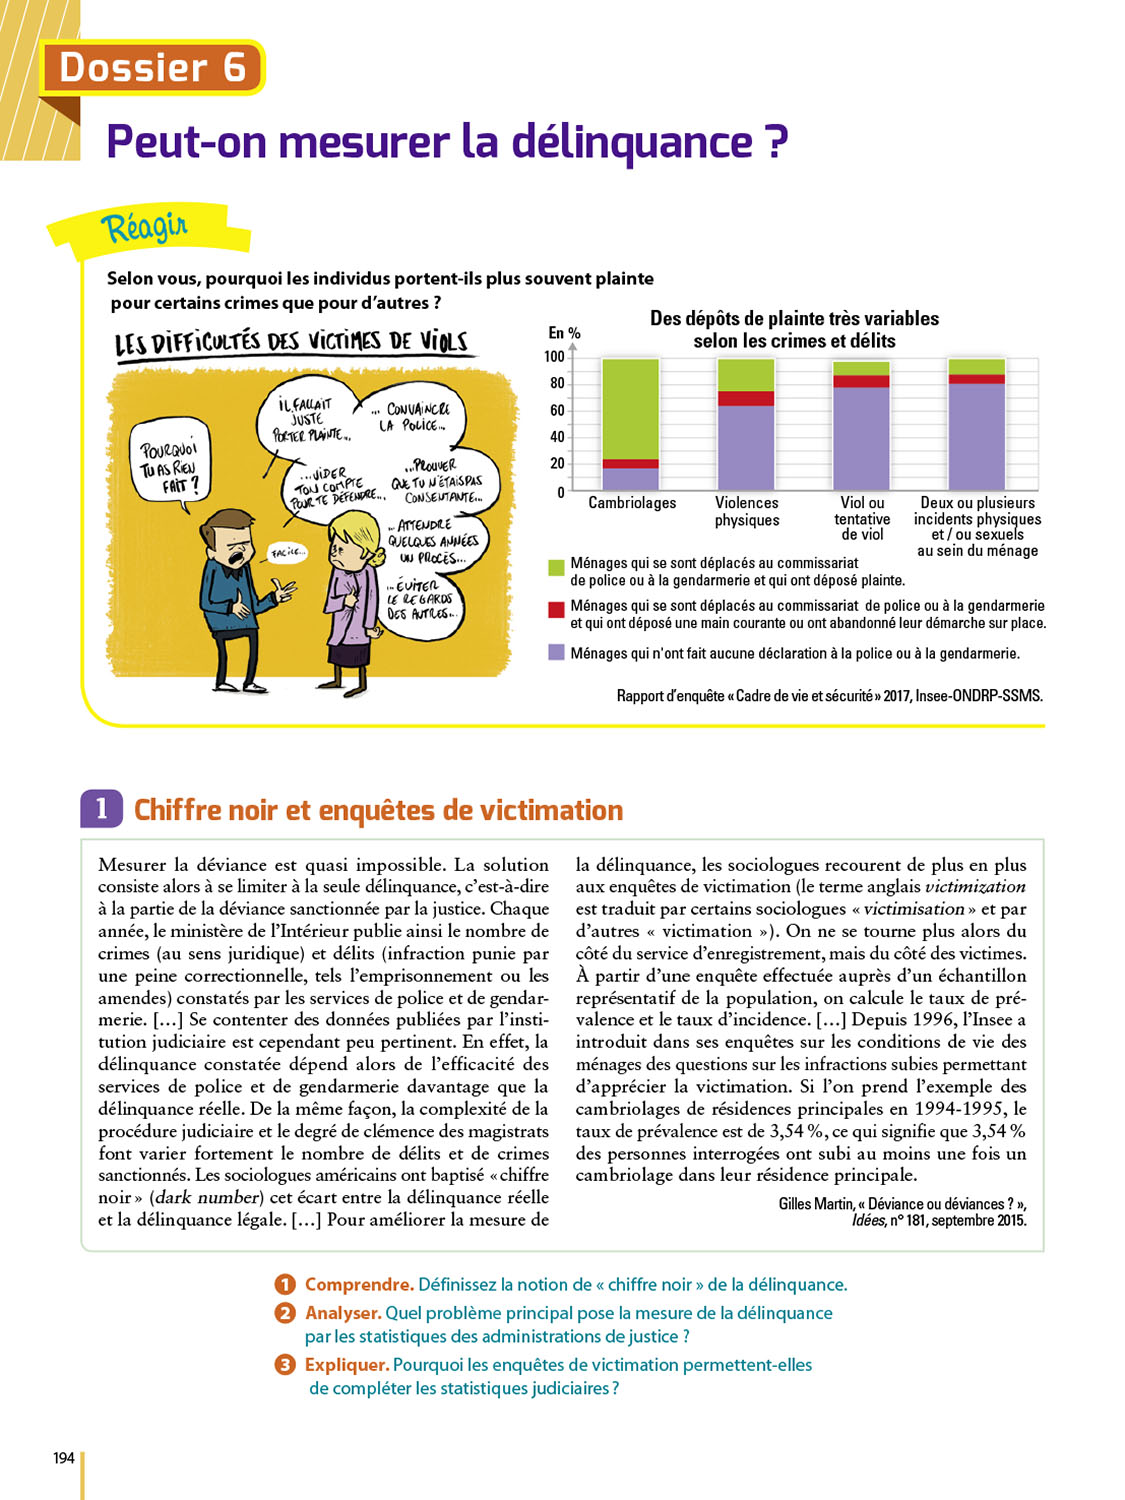 Dossier 6
Peut-on mesurer la délinquance ?
Réagir
Selon vous, pourquoi les individus portent-ils plus souvent plainte
pour certains crimes que pour d'autres ?
LES DIFFICULTÉS DES VICTIMES DE VIOLS
POURQUOI
TU AS RIEN
FAIT ?
IL FALLAIT
JUSTE
PORTER PLAINTE...
... CONVAINCRE
LA POLICE...
...VIDER
TON COMPTE
POUR TE DÉFENDRE...
...PROUVER
QUE TU N'ÉTAIS PAS
CONSENTANTE...
FACILE...
... ATTENDRE
QUELQUES ANNÉES
UN PROCÈS...
... ÉVITER
LE REGARDS
DES AUTRES...
Des dépôts de plainte très variables
selon les crimes et délits
En %
100
80
60
40
20
0
Cambriolages
Violences
physiques
Viol ou
tentative
de viol
Deux ou plusieurs
incidents physiques
et / ou sexuels
au sein du ménage
Ménages qui se sont déplacés au commissariat
de police ou à la gendarmerie et qui ont déposé plainte.
Ménages qui se sont déplacés au commissariat de police ou à la gendarmerie
et qui ont déposé une main courante ou ont abandonné leur démarche sur place.
Ménages qui n'ont fait aucune déclaration à la police ou à la gendarmerie.
Rapport d'enquête « Cadre de vie et sécurité » 2017, Insee-ONDRP-SSMS.
1 Chiffre noir et enquêtes de victimation
Mesurer la déviance est quasi impossible. La solution
consiste alors à se limiter à la seule délinquance, c'est-à-dire
à la partie de la déviance sanctionnée par la justice. Chaque
année, le ministère de l'Intérieur publie ainsi le nombre de
crimes (au sens juridique) et délits (infraction punie par
une peine correctionnelle, tels l'emprisonnement ou les
amendes) constatés par les services de police et de gendar-
merie. […] Se contenter des données publiées par l'insti-
tution judiciaire est cependant peu pertinent. En effet, la
délinquance constatée dépend alors de l'efficacité des
services de police et de gendarmerie davantage que la
délinquance réelle. De la même façon, la complexité de la
procédure judiciaire et le degré de clémence des magistrats
font varier fortement le nombre de délits et de crimes
sanctionnés. Les sociologues américains ont baptisé « chiffre
noir » (dark number) cet écart entre la délinquance réelle
et la délinquance légale. […] Pour améliorer la mesure de
la délinquance, les sociologues recourent de plus en plus
aux enquêtes de victimation (le terme anglais victimization
est traduit par certains sociologues « victimisation » et par
d'autres « victimation »). On ne se tourne plus alors du
côté du service d'enregistrement, mais du côté des victimes.
À partir d'une enquête effectuée auprès d'un échantillon
représentatif de la population, on calcule le taux de pré-
valence et le taux d'incidence. […] Depuis 1996, l'Insee a
introduit dans ses enquêtes sur les conditions de vie des
ménages des questions sur les infractions subies permettant
d'apprécier la victimation. Si l'on prend l'exemple des
cambriolages de résidences principales en 1994-1995, le
taux de prévalence est de 3,54 %, ce qui signifie que 3,54 %
des personnes interrogées ont subi au moins une fois un
cambriolage dans leur résidence principale.
Gilles Martin, « Déviance ou déviances ? »,
Idées, n° 181, septembre 2015.
1 Comprendre. Définissez la notion de « chiffre noir » de la délinquance.
2 Analyser. Quel problème principal pose la mesure de la délinquance
par les statistiques des administrations de justice ?
3 Expliquer. Pourquoi les enquêtes de victimation permettent-elles
de compléter les statistiques judiciaires ?
194